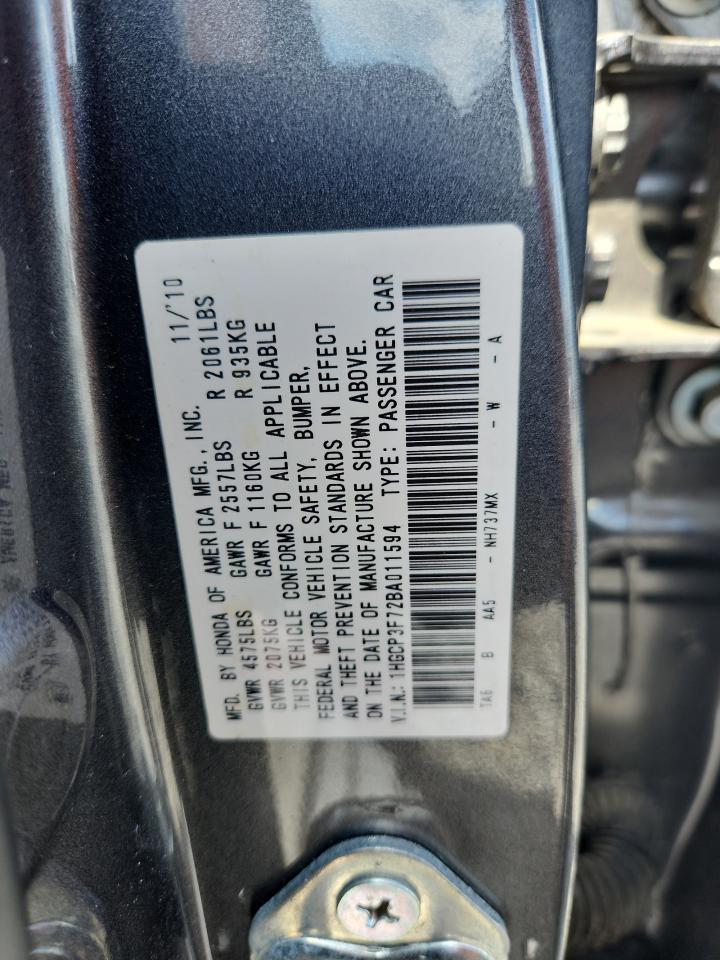 MFD. BY HONDA OF AMERICA MFG., INC. 11/'10
GVWR 4575LBS GAWR F 2557LBS R 2061LBS
GVWR 2075KG GAWR F 1160KG R 935KG
THIS VEHICLE CONFORMS TO ALL APPLICABLE
FEDERAL MOTOR VEHICLE SAFETY, BUMPER,
AND THEFT PREVENTION STANDARDS IN EFFECT
ON THE DATE OF MANUFACTURE SHOWN ABOVE.
V.I.N.: 1HGCP3F72BA011594 TYPE: PASSENGER CAR
TA6 B AA5 - NH737MX - W - A